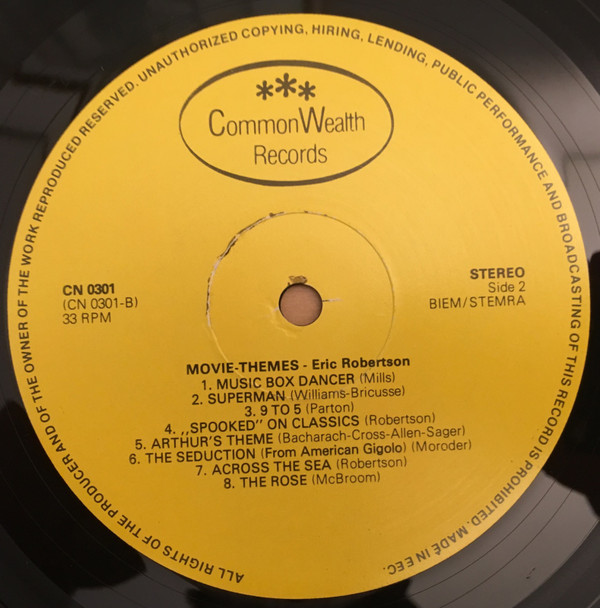 ALL RIGHTS OF THE PRODUCER AND OF THE OWNER OF THE WORK REPRODUCED RESERVED. UNAUTHORIZED COPYING, HIRING, LENDING, PUBLIC PERFORMANCE AND BROADCASTING OF THIS RECORD IS PROHIBITED. MADE IN EEC.
CommonWealth
Records
CN 0301
(CN 0301-B)
33 RPM
STEREO
Side 2
BIEM/STEMRA
MOVIE-THEMES - Eric Robertson
1. MUSIC BOX DANCER (Mills)
2. SUPERMAN (Williams-Bricusse)
3. 9 TO 5 (Parton)
4. ,,SPOOKED" ON CLASSICS (Robertson)
5. ARTHUR'S THEME (Bacharach-Cross-Allen-Sager)
6. THE SEDUCTION (From American Gigolo) (Moroder)
7. ACROSS THE SEA (Robertson)
8. THE ROSE (McBroom)